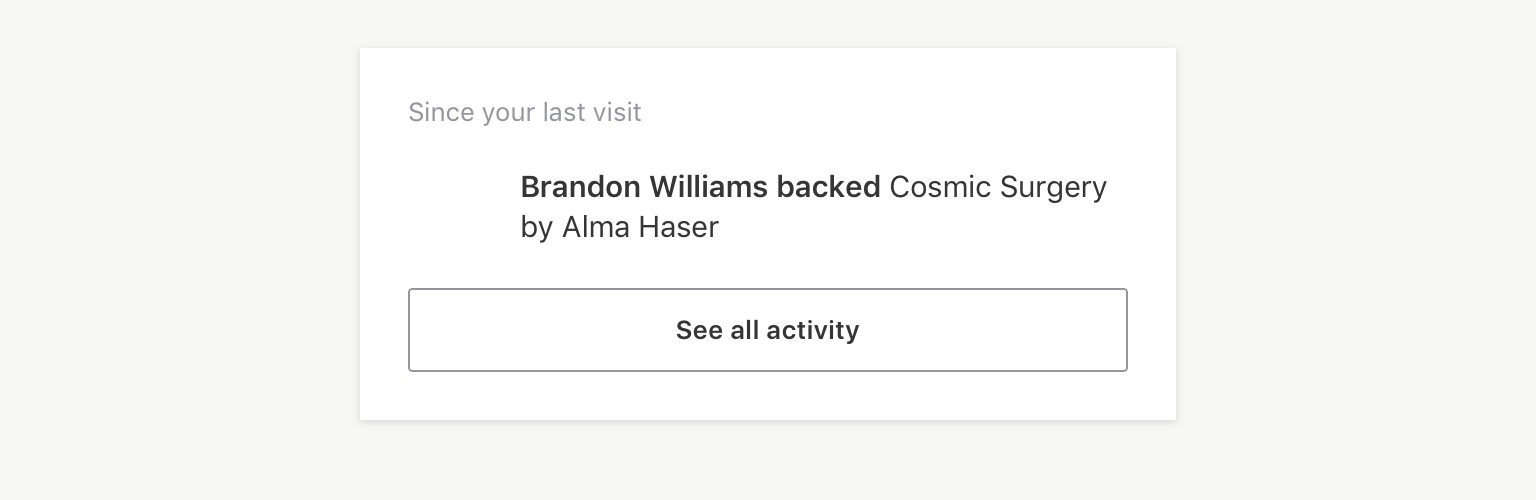 Since your last visit
Brandon Williams backed Cosmic Surgery
by Alma Haser
See all activity